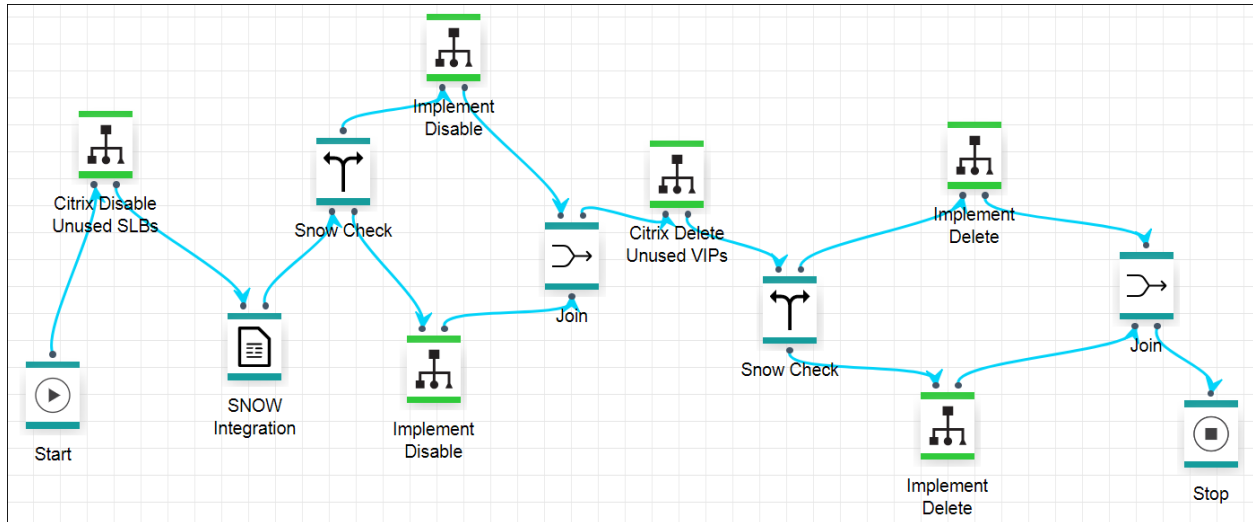 Implement
Disable
Citrix Disable
Unused SLBs
Snow Check
Citrix Delete
Unused VIPs
Implement
Delete
Join
Join
Snow Check
SNOW
Integration
Implement
Disable
Start
Implement
Delete
Stop